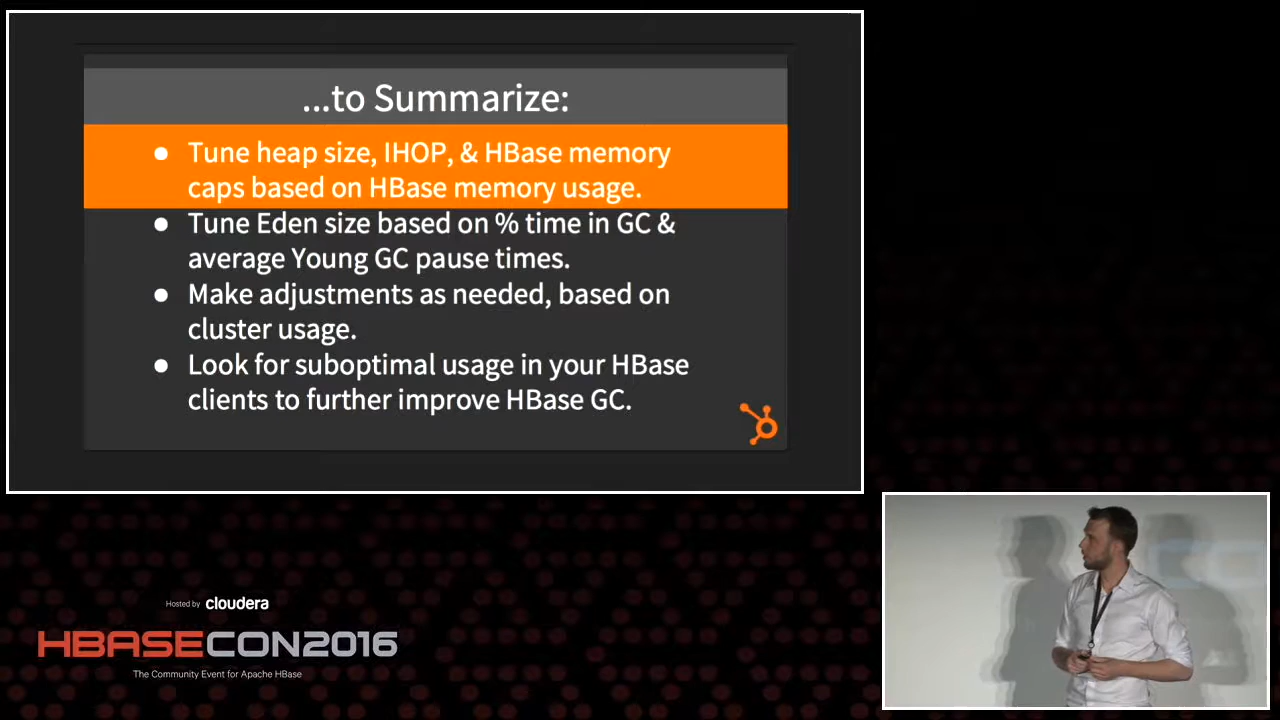 ...to Summarize:
● Tune heap size, IHOP, & HBase memory
caps based on HBase memory usage.
● Tune Eden size based on % time in GC &
average Young GC pause times.
● Make adjustments as needed, based on
cluster usage.
● Look for suboptimal usage in your HBase
clients to further improve HBase GC.
Hosted by cloudera
HBASECON2016
The Community Event for Apache HBase